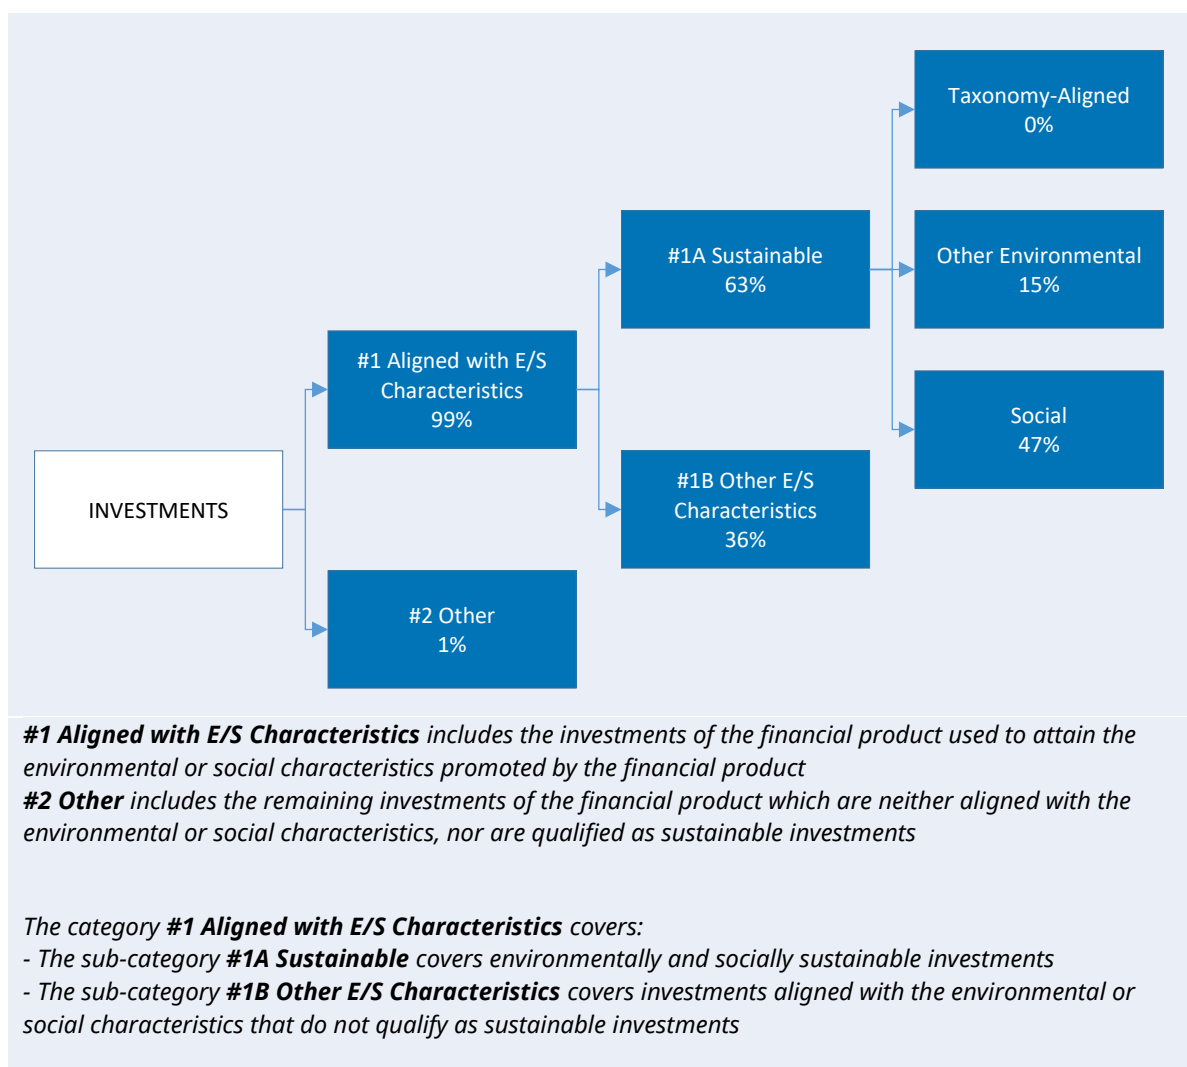 Taxonomy-Aligned
0%
#1A Sustainable
63%
Other Environmental
15%
#1 Aligned with E/S
Characteristics
99%
Social
47%
INVESTMENTS
#1B Other E/S
Characteristics
36%
#2 Other
1%
#1 Aligned with E/S Characteristics includes the investments of the financial product used to attain the
environmental or social characteristics promoted by the financial product
#2 Other includes the remaining investments of the financial product which are neither aligned with the
environmental or social characteristics, nor are qualified as sustainable investments
The category #1 Aligned with E/S Characteristics covers:
- The sub-category #1A Sustainable covers environmentally and socially sustainable investments
- The sub-category #1B Other E/S Characteristics covers investments aligned with the environmental or
social characteristics that do not qualify as sustainable investments